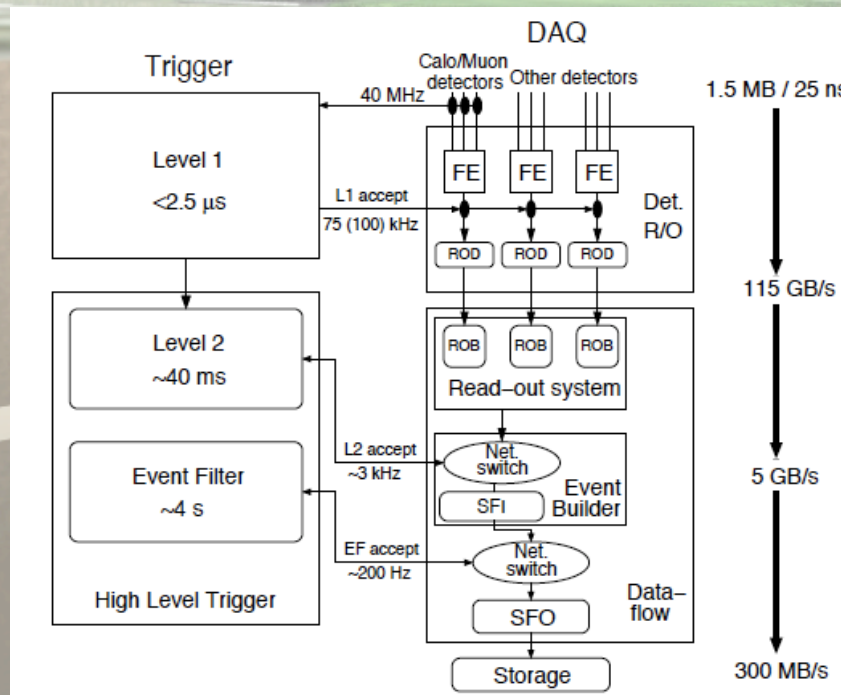 DAQ
Trigger
Calo/Muon
detectors
Other detectors
1.5 MB / 25 ns
40 MHz
Level 1
<2.5 μs
FE
FE
FE
L1 accept
75 (100) kHz
Det.
R/O
ROD
ROD
ROD
115 GB/s
Level 2
~40 ms
ROB
ROB
ROB
Read-out system
L2 accept
~3 kHz
Net.
switch
Event Filter
~4 s
SFI
Event
Builder
5 GB/s
EF accept
~200 Hz
Net.
switch
High Level Trigger
Data-
flow
SFO
Storage
300 MB/s